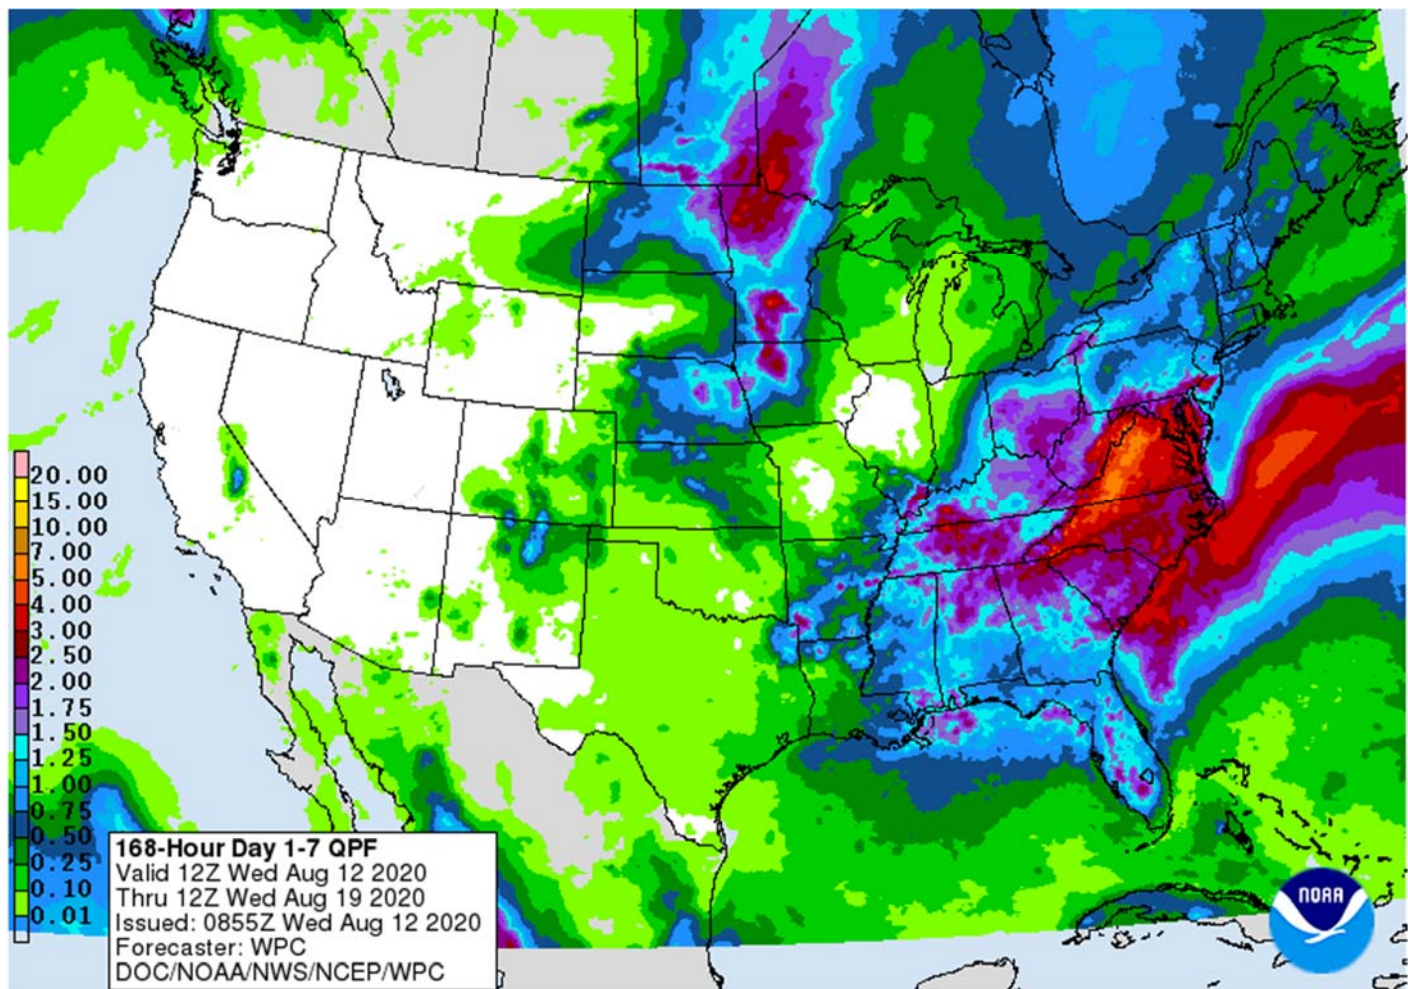 20.00
15.00
10.00
7.00
5.00
4.00
3.00
2.50
2.00
1.75
1.50
1.25
1.00
0.75
0.50
0.25
0.10
0.01
168-Hour Day 1-7 QPF
Valid 12Z Wed Aug 12 2020
Thru 12Z Wed Aug 19 2020
Issued: 0855Z Wed Aug 12 2020
Forecaster: WPC
DOC/NOAA/NWS/NCEP/WPC
NOAA